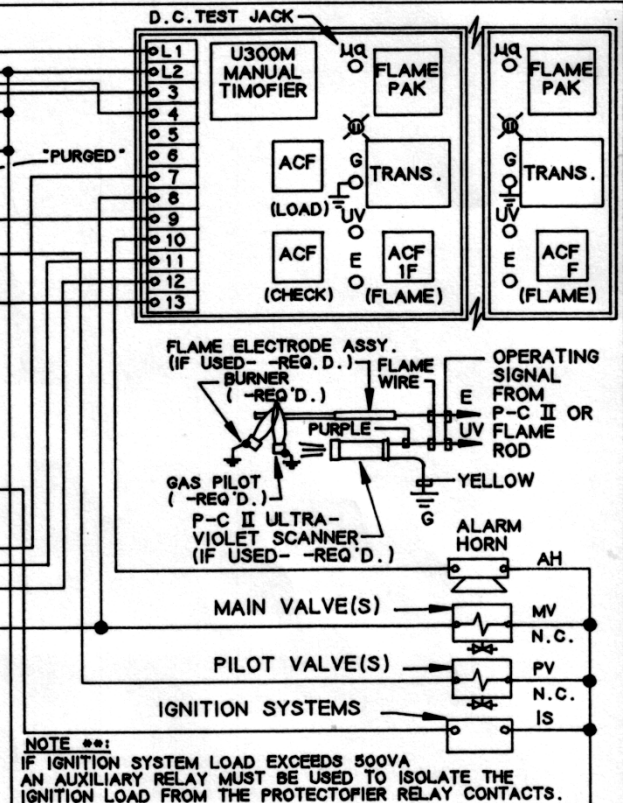 D.C. TEST JACK
L1
L2
3
4
5
6
7
8
9
10
11
12
13
U300M
MANUAL
TIMOFIER
"PURGED"
ACF
(LOAD)
ACF
(CHECK)
μa
FLAME
PAK
G
TRANS.
UV
E
ACF
1F
(FLAME)
μa
FLAME
PAK
G
TRANS.
UV
E
ACF
F
(FLAME)
FLAME ELECTRODE ASSY.
(IF USED- -REQ.D.)
BURNER
( -REQ'D.)
FLAME
WIRE
PURPLE
E
UV
OPERATING
SIGNAL
FROM
P-C II OR
FLAME
ROD
GAS PILOT
( -REQ'D.)
P-C II ULTRA-
VIOLET SCANNER
(IF USED- -REQ'D.)
YELLOW
G
ALARM
HORN
AH
MAIN VALVE(S)
MV
N.C.
PILOT VALVE(S)
PV
N.C.
IGNITION SYSTEMS
IS
NOTE **:
IF IGNITION SYSTEM LOAD EXCEEDS 500VA
AN AUXILIARY RELAY MUST BE USED TO ISOLATE THE
IGNITION LOAD FROM THE PROTECTOFIER RELAY CONTACTS.